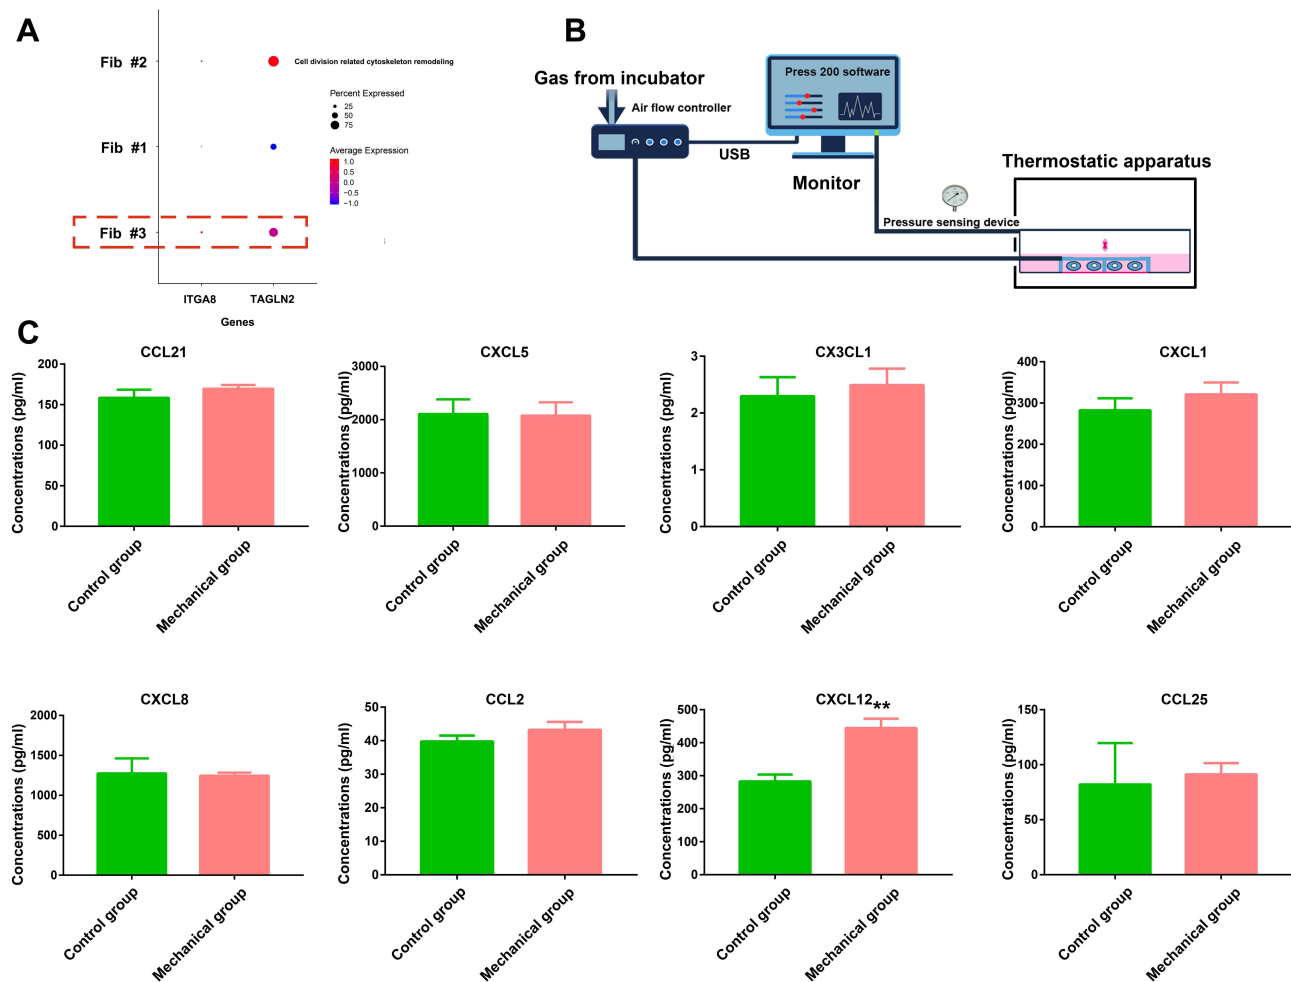 A
Fib #2
Fib #1
Fib #3
Cell division related cytoskeleton remodeling
Percent Expressed
25
50
75
Average Expression
1.0
0.5
0.0
−0.5
−1.0
ITGA8
TAGLN2
Genes
B
Gas from incubator
Air flow controller
USB
Press 200 software
Monitor
Pressure sensing device
Thermostatic apparatus
C
CCL21
Concentrations (pg/ml)
200
150
100
50
0
Control group
Mechanical group
CXCL5
Concentrations (pg/ml)
3000
2000
1000
0
Control group
Mechanical group
CX3CL1
Concentrations (pg/ml)
3
2
1
0
Control group
Mechanical group
CXCL1
Concentrations (pg/ml)
400
300
200
100
0
Control group
Mechanical group
CXCL8
Concentrations (pg/ml)
2000
1500
1000
500
0
Control group
Mechanical group
CCL2
Concentrations (pg/ml)
50
40
30
20
10
0
Control group
Mechanical group
CXCL12
**
Concentrations (pg/ml)
500
400
300
200
100
0
Control group
Mechanical group
CCL25
Concentrations (pg/ml)
150
100
50
0
Control group
Mechanical group